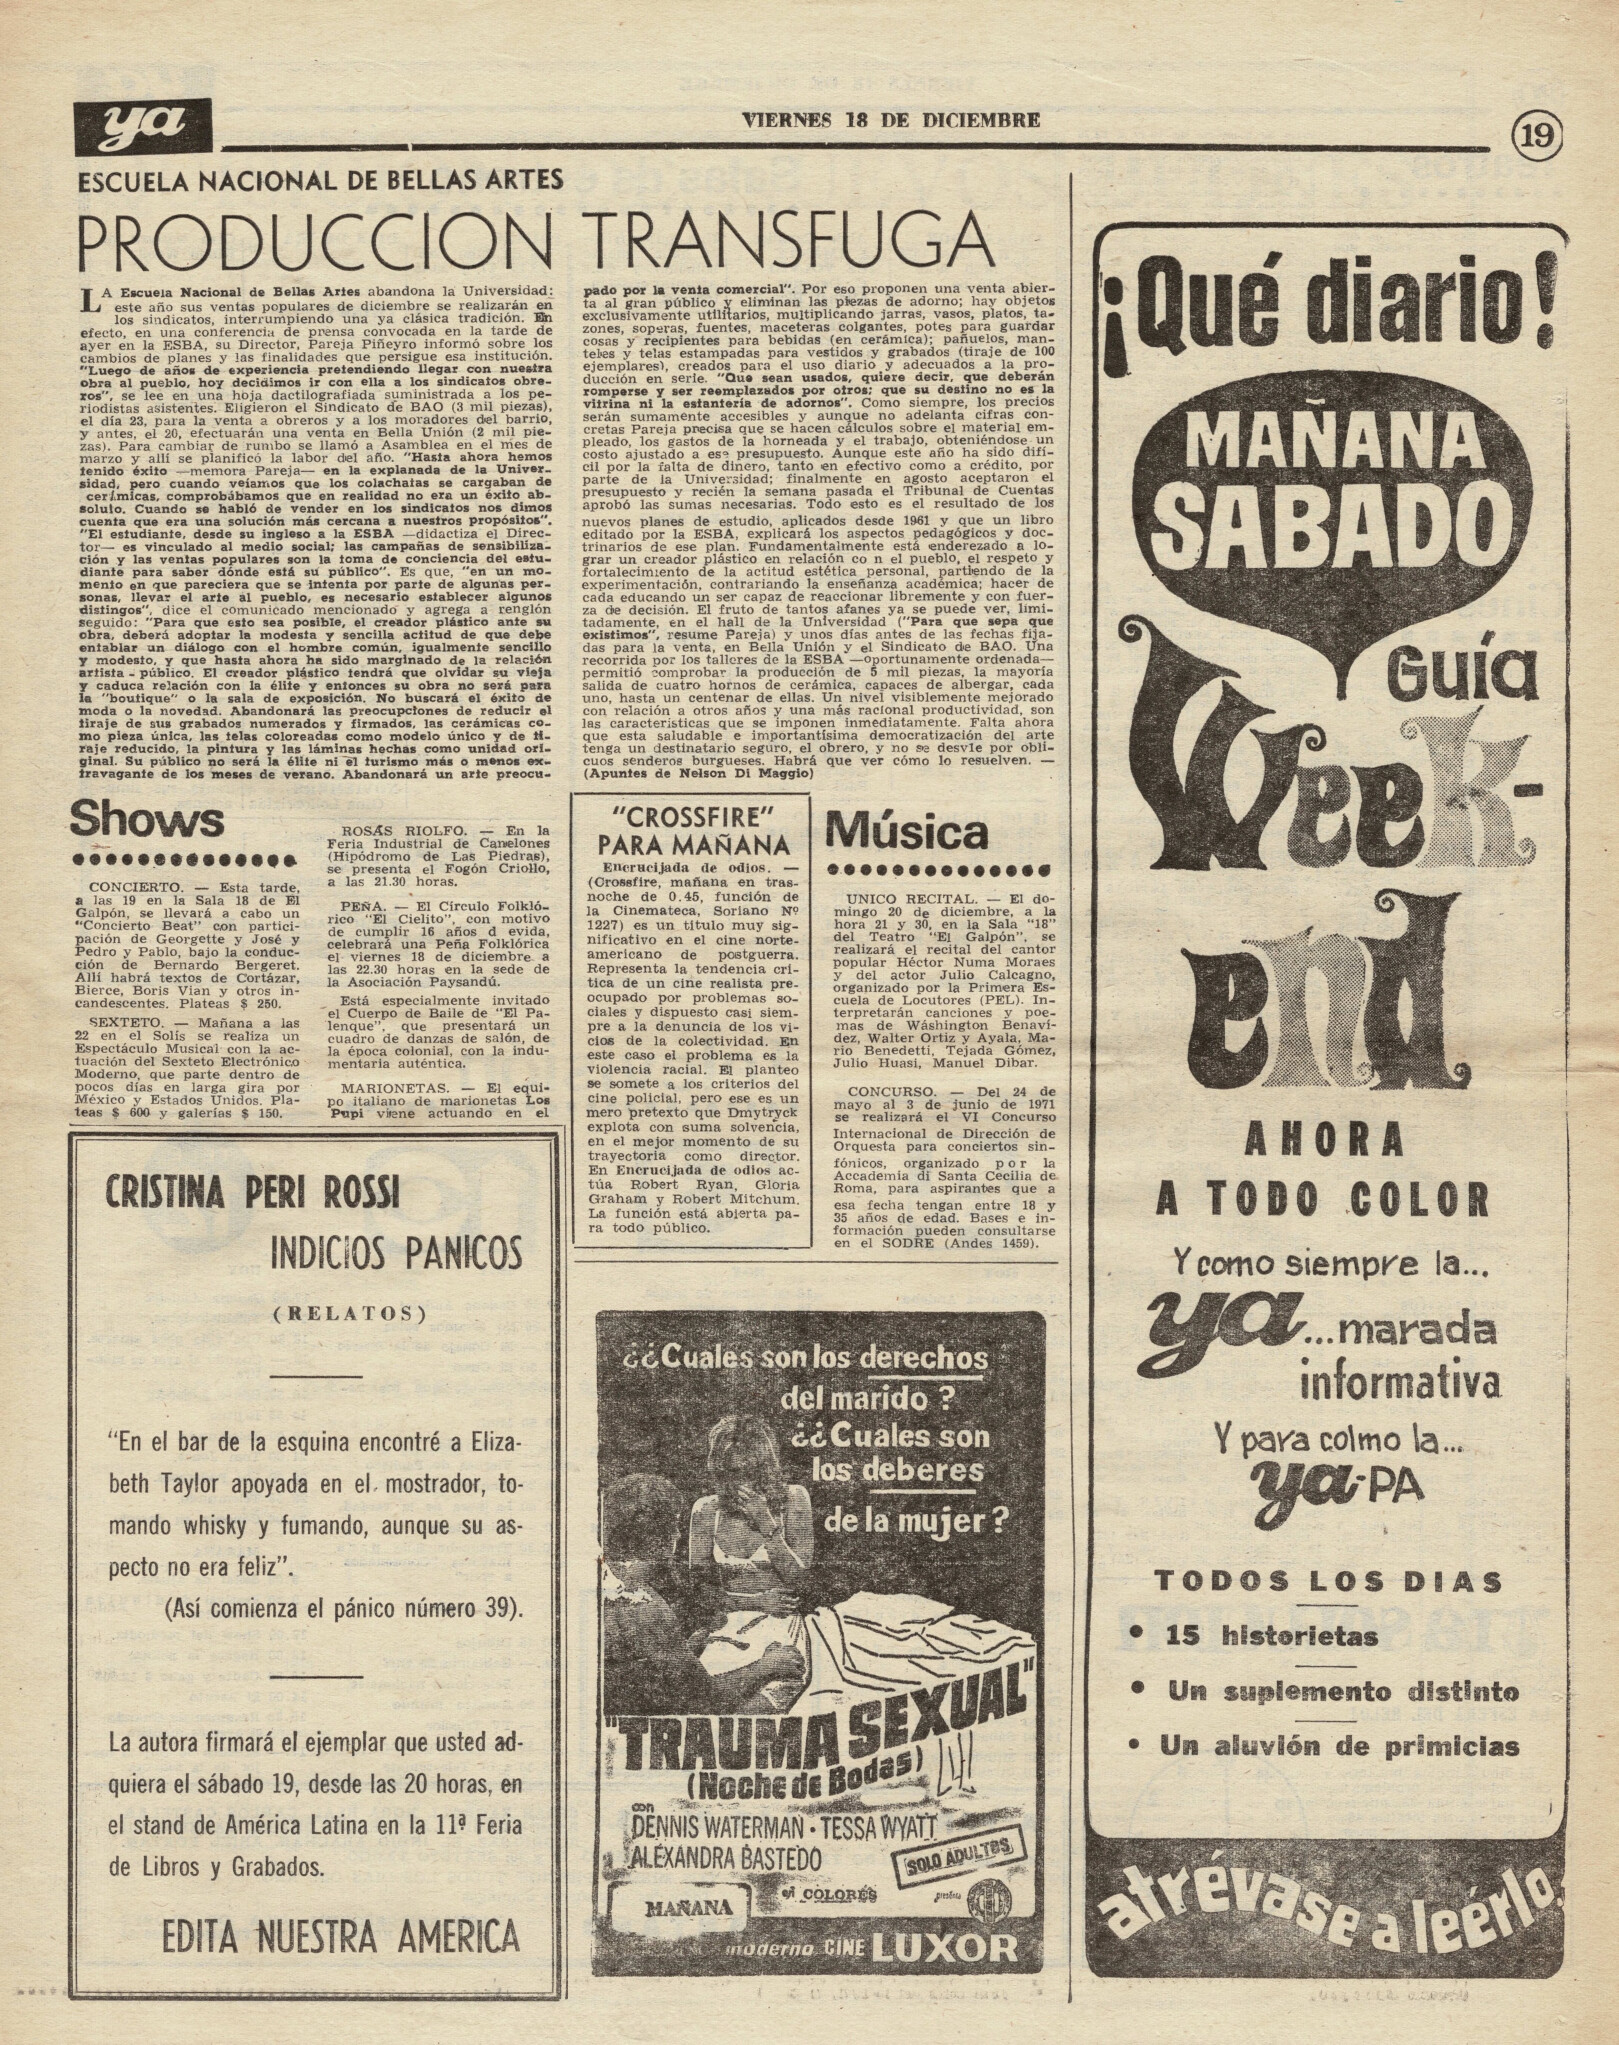 ya
VIERNES 18 DE DICIEMBRE
19
ESCUELA NACIONAL DE BELLAS ARTES
PRODUCCION TRANSFUGA
LA Escuela Nacional de Bellas Artes abandona la Universidad:
este año sus ventas populares de diciembre se realizarán en
los sindicatos, interrumpiendo una ya clásica tradición. En
efecto, en una conferencia de prensa convocada en la tarde de
ayer en la ESBA, su Director, Pareja Piñeyro informó sobre los
cambios de planes y las finalidades que persigue esa institución.
"Luego de años de experiencia pretendiendo llegar con nuestra
obra al pueblo, hoy decidimos ir con ella a los sindicatos obre-
ros", se lee en una hoja dactilografiada suministrada a los pe-
riodistas asistentes. Eligieron el Sindicato de BAO (3 mil piezas),
el día 23, para la venta a obreros y a los moradores del barrio,
y antes, el 20, efectuarán una venta en Bella Unión (2 mil pie-
zas). Para cambiar de rumbo se llamó a Asamblea en el mes de
marzo y allí se planificó la labor del año. "Hasta ahora hemos
tenido éxito —memora Pareja— en la explanada de la Univer-
sidad, pero cuando veíamos que los colachatas se cargaban de
cerámicas, comprobábamos que en realidad no era un éxito ab-
soluto. Cuando se habló de vender en los sindicatos nos dimos
cuenta que era una solución más cercana a nuestros propósitos".
"El estudiante, desde su ingleso a la ESBA —didactiza el Direc-
tor— es vinculado al medio social; las campañas de sensibiliza-
ción y las ventas populares son la toma de conciencia del estu-
diante para saber dónde está su público". Es que, "en un mo-
mento en que pareciera que se intenta por parte de algunas per-
sonas, llevar el arte al pueblo, es necesario establecer algunos
distingos", dice el comunicado mencionado y agrega a renglón
seguido: "Para que esto sea posible, el creador plástico ante su
obra, deberá adoptar la modesta y sencilla actitud de que debe
entablar un diálogo con el hombre común, igualmente sencillo
y modesto, y que hasta ahora ha sido marginado de la relación
artista - público. El creador plástico tendrá que olvidar su vieja
y caduca relación con la élite y entonces su obra no será para
la "boutique" o la sala de exposición. No buscará el éxito de
moda o la novedad. Abandonará las preocupciones de reducir el
tiraje de sus grabados numerados y firmados, las cerámicas co-
mo pieza única, las telas coloreadas como modelo único y de ti-
raje reducido, la pintura y las láminas hechas como unidad ori-
ginal. Su público no será la élite ni el turismo más o menos ex-
travagante de los meses de verano. Abandonará un arte preocu-
pado por la venta comercial". Por eso proponen una venta abier-
ta al gran público y eliminan las piezas de adorno; hay objetos
exclusivamente utilitarios, multiplicando jarras, vasos, platos, ta-
zones, soperas, fuentes, maceteras colgantes, potes para guardar
cosas y recipientes para bebidas (en cerámica); pañuelos, man-
teles y telas estampadas para vestidos y grabados (tiraje de 100
ejemplares), creados para el uso diario y adecuados a la pro-
ducción en serie. "Que sean usados, quiere decir, que deberán
romperse y ser reemplazados por otros; que su destino no es la
vitrina ni la estantería de adornos". Como siempre, los precios
serán sumamente accesibles y aunque no adelanta cifras con-
cretas Pareja precisa que se hacen cálculos sobre el material em-
pleado, los gastos de la horneada y el trabajo, obteniéndose un
costo ajustado a ese presupuesto. Aunque este año ha sido difí-
cil por la falta de dinero, tanto en efectivo como a crédito, por
parte de la Universidad; finalmente en agosto aceptaron el
presupuesto y recién la semana pasada el Tribunal de Cuentas
aprobó las sumas necesarias. Todo esto es el resultado de los
nuevos planes de estudio, aplicados desde 1961 y que un libro
editado por la ESBA, explicará los aspectos pedagógicos y doc-
trinarios de ese plan. Fundamentalmente está enderezado a lo-
grar un creador plástico en relación co n el pueblo, el respeto y
fortalecimiento de la actitud estética personal, partiendo de la
experimentación, contrariando la enseñanza académica; hacer de
cada educando un ser capaz de reaccionar libremente y con fuer-
za de decisión. El fruto de tantos afanes ya se puede ver, limi-
tadamente, en el hall de la Universidad ("Para que sepa que
existimos", resume Pareja) y unos días antes de las fechas fija-
das para la venta, en Bella Unión y el Sindicato de BAO. Una
recorrida por los talleres de la ESBA —oportunamente ordenada—
permitió comprobar la producción de 5 mil piezas, la mayoría
salida de cuatro hornos de cerámica, capaces de albergar, cada
uno, hasta un centenar de ellas. Un nivel visiblemente mejorado
con relación a otros años y una más racional productividad, son
las características que se imponen inmediatamente. Falta ahora
que esta saludable e importantísima democratización del arte
tenga un destinatario seguro, el obrero, y no se desvíe por obli-
cuos senderos burgueses. Habrá que ver cómo lo resuelven. —
(Apuntes de Nelson Di Maggio)
Shows
CONCIERTO. — Esta tarde,
a las 19 en la Sala 18 de El
Galpón, se llevará a cabo un
"Concierto Beat" con partici-
pación de Georgette y José y
Pedro y Pablo, bajo la conduc-
ción de Bernardo Bergeret.
Allí habrá textos de Cortázar,
Bierce, Boris Vian y otros in-
candescentes. Plateas $ 250.
SEXTETO. — Mañana a las
22 en el Solís se realiza un
Espectáculo Musical con la ac-
tuación del Sexteto Electrónico
Moderno, que parte dentro de
pocos días en larga gira por
México y Estados Unidos. Pla-
teas $ 600 y galerías $ 150.
ROSAS RIOLFO. — En la
Feria Industrial de Canelones
(Hipódromo de Las Piedras),
se presenta el Fogón Criollo,
a las 21.30 horas.
PEÑA. — El Círculo Folkló-
rico "El Cielito", con motivo
de cumplir 16 años d evida,
celebrará una Peña Folklórica
el viernes 18 de diciembre a
las 22.30 horas en la sede de
la Asociación Paysandú.
Está especialmente invitado
el Cuerpo de Baile de "El Pa-
lenque", que presentará un
cuadro de danzas de salón, de
la época colonial, con la indu-
mentaria auténtica.
MARIONETAS. — El equi-
po italiano de marionetas Los
Pupi viene actuando en el
"CROSSFIRE"
PARA MAÑANA
Encrucijada de odios. —
(Crossfire, mañana en tras-
noche de 0.45, función de
la Cinemateca, Soriano Nº
1227) es un título muy sig-
nificativo en el cine norte-
americano de postguerra.
Representa la tendencia crí-
tica de un cine realista pre-
ocupado por problemas so-
ciales y dispuesto casi siem-
pre a la denuncia de los vi-
cios de la colectividad. En
este caso el problema es la
violencia racial. El planteo
se somete a los criterios del
cine policial, pero ese es un
mero pretexto que Dmytryck
explota con suma solvencia,
en el mejor momento de su
trayectoria como director.
En Encrucijada de odios ac-
túa Robert Ryan, Gloria
Graham y Robert Mitchum.
La función está abierta pa-
ra todo público.
Música
UNICO RECITAL. — El do-
mingo 20 de diciembre, a la
hora 21 y 30, en la Sala "18"
del Teatro "El Galpón", se
realizará el recital del cantor
popular Héctor Numa Moraes
y del actor Julio Calcagno,
organizado por la Primera Es-
cuela de Locutores (PEL). In-
terpretarán canciones y poe-
mas de Wáshington Benaví-
dez, Walter Ortiz y Ayala, Ma-
rio Benedetti, Tejada Gómez,
Julio Huasi, Manuel Dibar.
CONCURSO. — Del 24 de
mayo al 3 de junio de 1971
se realizará el VI Concurso
Internacional de Dirección de
Orquesta para conciertos sin-
fónicos, organizado por la
Accademia di Santa Cecilia de
Roma, para aspirantes que a
esa fecha tengan entre 18 y
35 años de edad. Bases e in-
formación pueden consultarse
en el SODRE (Andes 1459).
CRISTINA PERI ROSSI
INDICIOS PANICOS
(RELATOS)
"En el bar de la esquina encontré a Eliza-
beth Taylor apoyada en el mostrador, to-
mando whisky y fumando, aunque su as-
pecto no era feliz".
(Así comienza el pánico número 39).
La autora firmará el ejemplar que usted ad-
quiera el sábado 19, desde las 20 horas, en
el stand de América Latina en la 11ª Feria
de Libros y Grabados.
EDITA NUESTRA AMERICA
¿¿Cuales son los derechos
del marido?
¿¿Cuales son
los deberes
de la mujer?
"TRAUMA SEXUAL"
(Noche de Bodas)
con
DENNIS WATERMAN · TESSA WYATT
ALEXANDRA BASTEDO
SOLO ADULTOS
MAÑANA
en COLORES
presenta
moderno CINE LUXOR
¡Qué diario!
MAÑANA
SABADO
Guía
Week-
end
AHORA
A TODO COLOR
Y como siempre la...
ya...marada
informativa
Y para colmo la...
ya-PA
TODOS LOS DIAS
• 15 historietas
• Un suplemento distinto
• Un aluvión de primicias
atrévase a leérlo